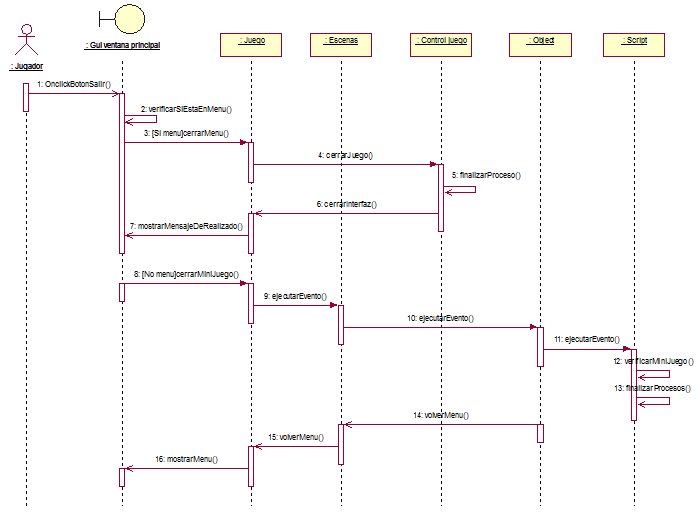 : Jugador
: Gui ventana principal
: Juego
: Escenas
: Control juego
: Object
: Script
1: OnclickBotonSalir()
2: verificarSiEstaEnMenu()
3: [Si menu]cerrarMenu()
4: cerrarJuego()
5: finalizarProceso()
6: cerrarInterfaz()
7: mostrarMensajeDeRealizado()
8: [No menu]cerrarMiniJuego()
9: ejecutarEvento()
10: ejecutarEvento()
11: ejecutarEvento()
12: verificarMiniJuego()
13: finalizarProcesos()
14: volverMenu()
15: volverMenu()
16: mostrarMenu()